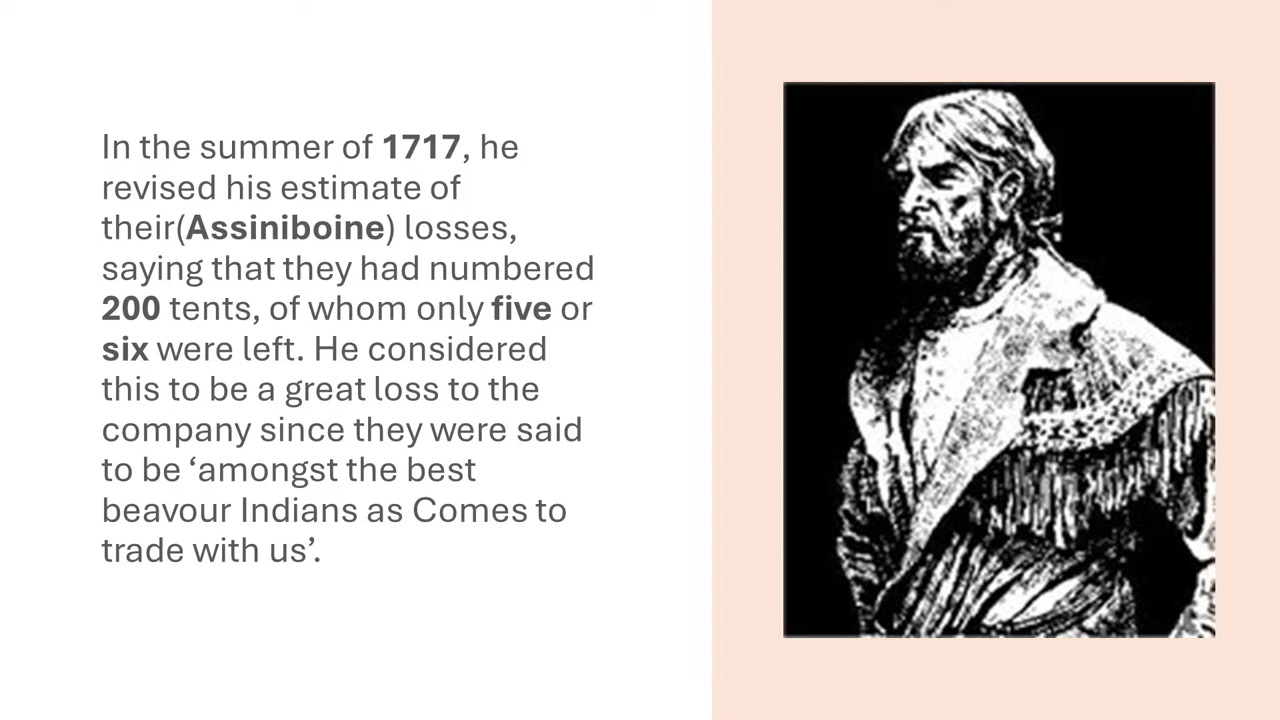 In the summer of 1717, he
revised his estimate of
their(Assiniboine) losses,
saying that they had numbered
200 tents, of whom only five or
six were left. He considered
this to be a great loss to the
company since they were said
to be ‘amongst the best
beavour Indians as Comes to
trade with us’.